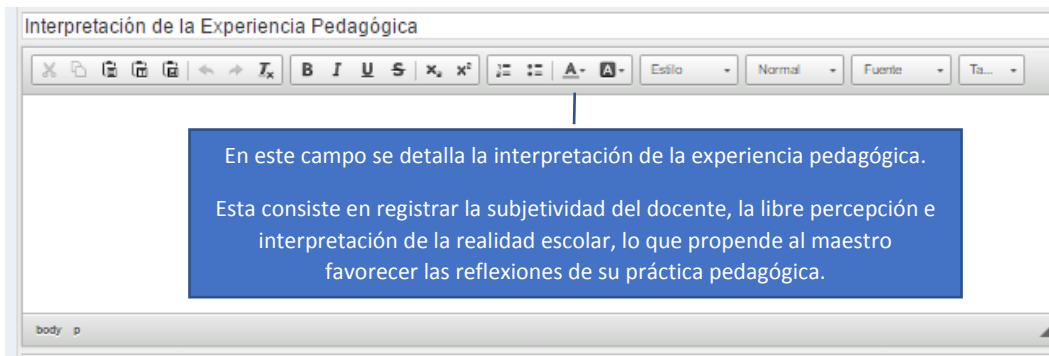 Interpretación de la Experiencia Pedagógica
B I U S x₂ x² A A Estilo Normal Fuente Ta...
En este campo se detalla la interpretación de la experiencia pedagógica.
Esta consiste en registrar la subjetividad del docente, la libre percepción e
interpretación de la realidad escolar, lo que propende al maestro
favorecer las reflexiones de su práctica pedagógica.
body p